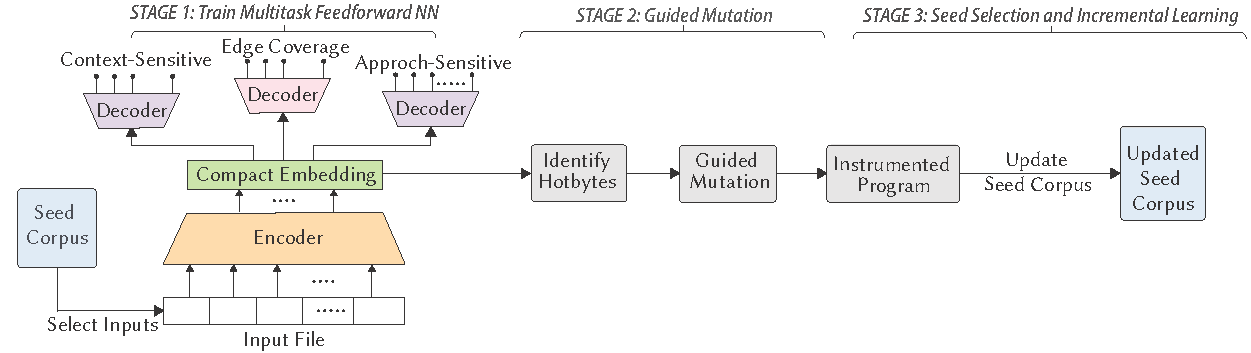 STAGE 1: Train Multitask Feedforward NN
STAGE 2: Guided Mutation
STAGE 3: Seed Selection and Incremental Learning
Context-Sensitive
Edge Coverage
Approch-Sensitive
Decoder
Decoder
Decoder
Compact Embedding
Encoder
Seed
Corpus
Select Inputs
Input File
Identify
Hotbytes
Guided
Mutation
Instrumented
Program
Update
Seed Corpus
Updated
Seed
Corpus